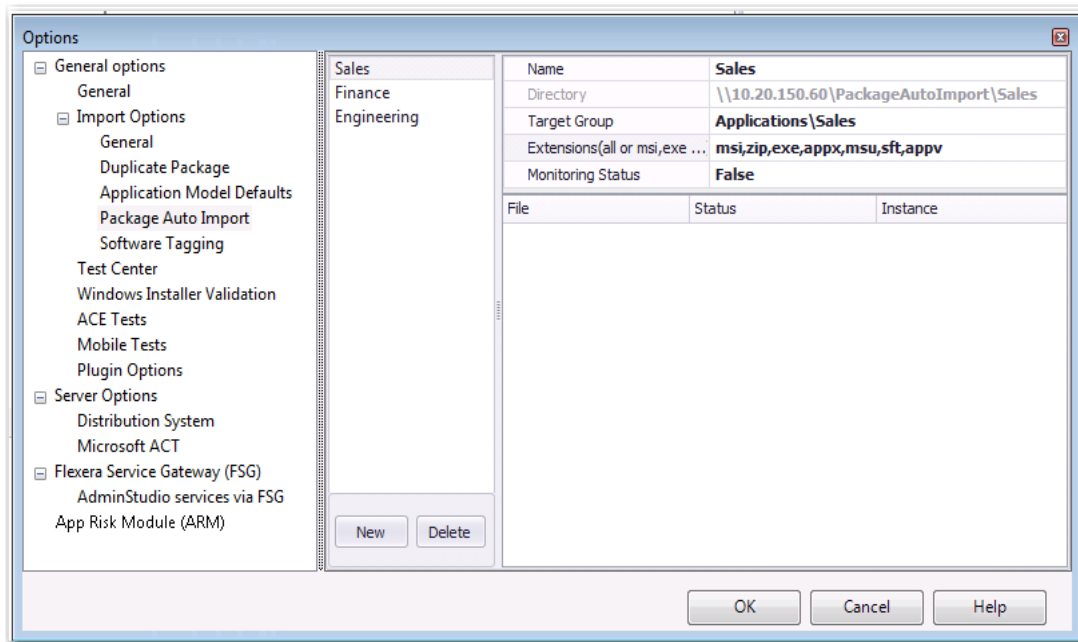 Options
General options
General
Import Options
General
Duplicate Package
Application Model Defaults
Package Auto Import
Software Tagging
Test Center
Windows Installer Validation
ACE Tests
Mobile Tests
Plugin Options
Server Options
Distribution System
Microsoft ACT
Flexera Service Gateway (FSG)
AdminStudio services via FSG
App Risk Module (ARM)
Sales
Finance
Engineering
New Delete
Name Sales
Directory \\10.20.150.60\PackageAutoImport\Sales
Target Group Applications\Sales
Extensions(all or msi,exe ... msi,zip,exe,appx,msu,sft,appv
Monitoring Status False
File Status Instance
OK Cancel Help